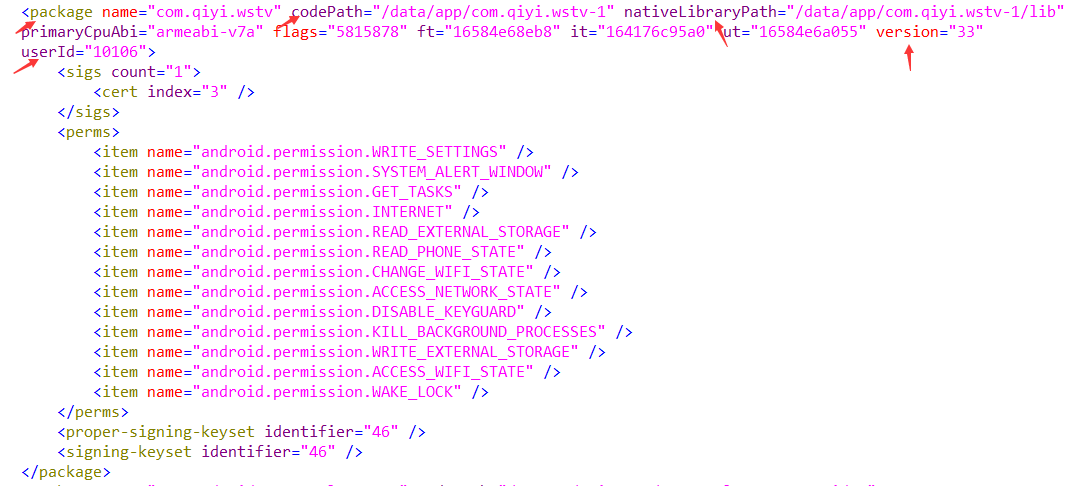 <package name="com.qiyi.wstv" codePath="/data/app/com.qiyi.wstv-1" nativeLibraryPath="/data/app/com.qiyi.wstv-1/lib"
primaryCpuAbi="armeabi-v7a" flags="5815878" ft="16584e68eb8" it="164176c95a0" ut="16584e6a055" version="33"
userId="10106">
<sigs count="1">
<cert index="3" />
</sigs>
<perms>
<item name="android.permission.WRITE_SETTINGS" />
<item name="android.permission.SYSTEM_ALERT_WINDOW" />
<item name="android.permission.GET_TASKS" />
<item name="android.permission.INTERNET" />
<item name="android.permission.READ_EXTERNAL_STORAGE" />
<item name="android.permission.READ_PHONE_STATE" />
<item name="android.permission.CHANGE_WIFI_STATE" />
<item name="android.permission.ACCESS_NETWORK_STATE" />
<item name="android.permission.DISABLE_KEYGUARD" />
<item name="android.permission.KILL_BACKGROUND_PROCESSES" />
<item name="android.permission.WRITE_EXTERNAL_STORAGE" />
<item name="android.permission.ACCESS_WIFI_STATE" />
<item name="android.permission.WAKE_LOCK" />
</perms>
<proper-signing-keyset identifier="46" />
<signing-keyset identifier="46" />
</package>